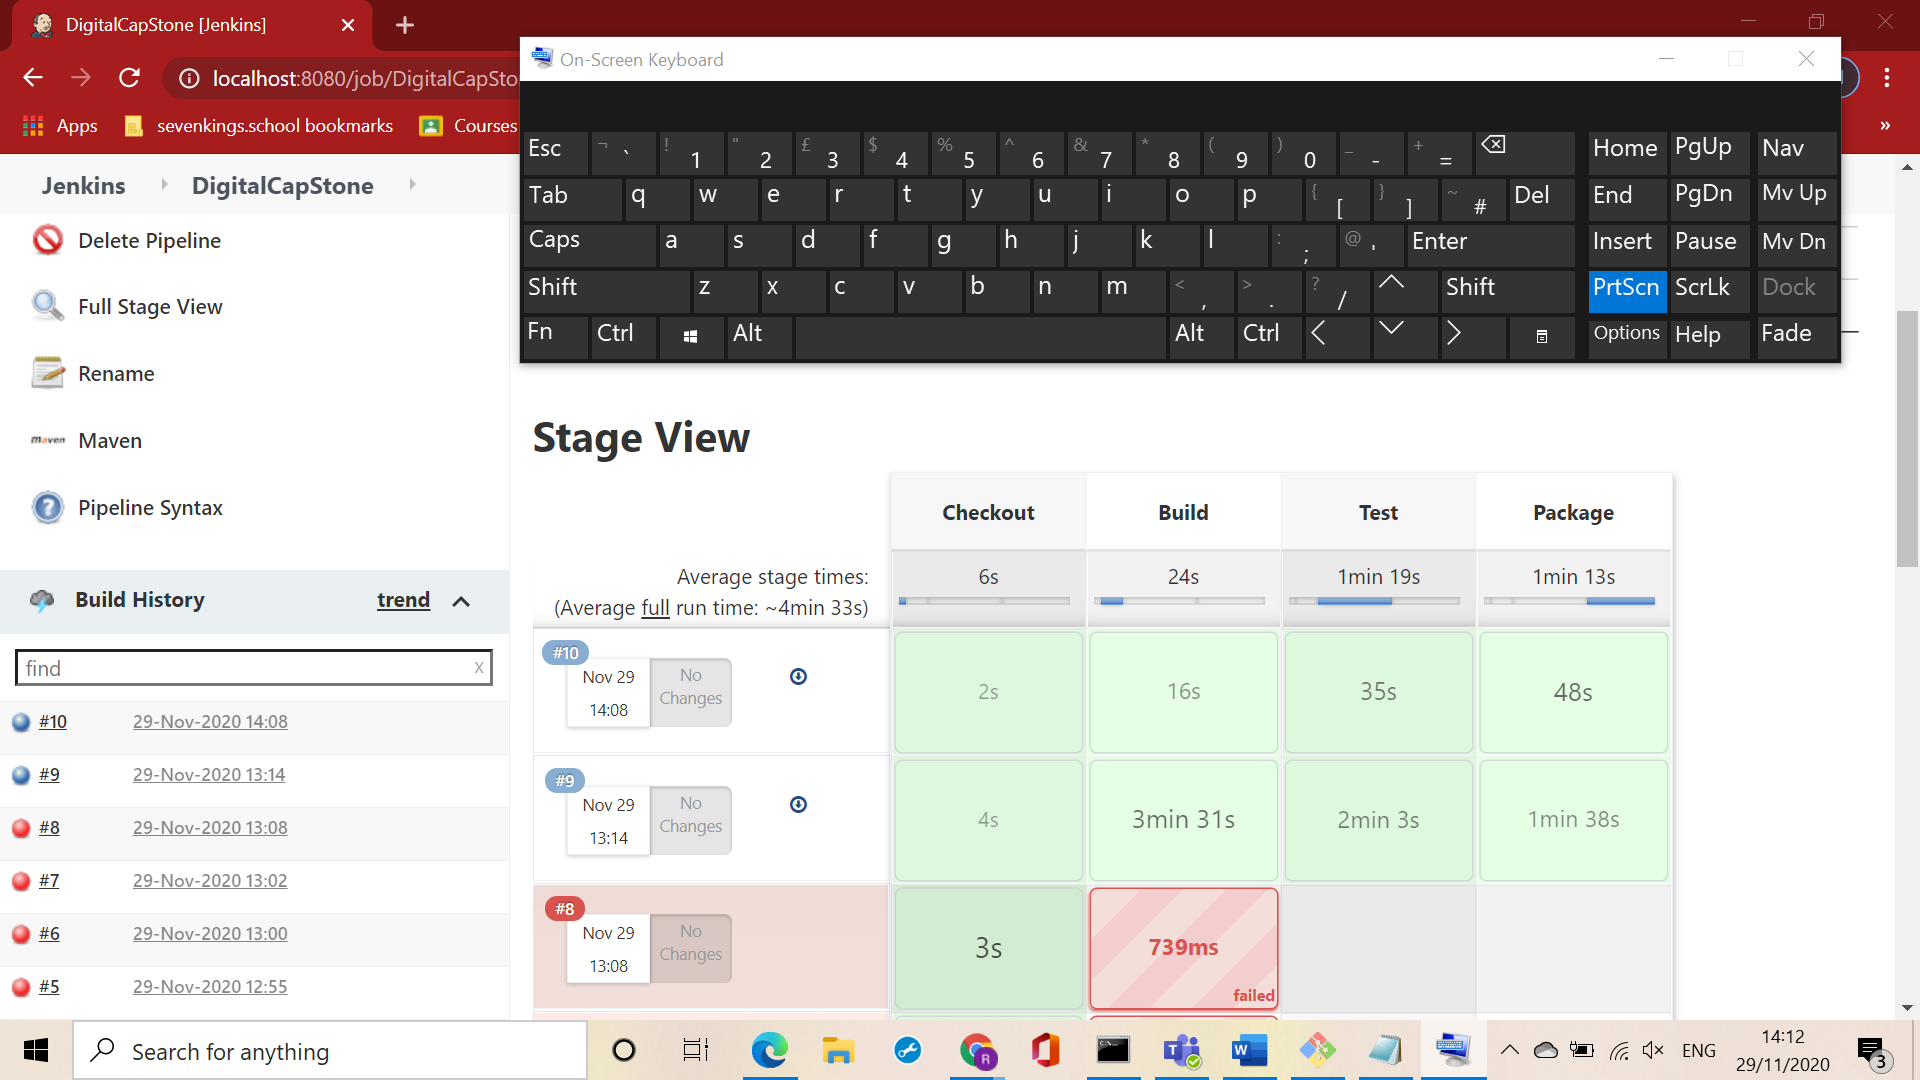 DigitalCapStone [Jenkins]
On-Screen Keyboard
localhost:8080/job/DigitalCapSto
Apps sevenkings.school bookmarks Courses »
Esc ¬ ` ! 1 " 2 £ 3 $ 4 % 5 ^ 6 & 7 * 8 ( 9 ) 0 _ - + = Home PgUp Nav
Tab q w e r t y u i o p { [ } ] ~ # Del End PgDn Mv Up
Caps a s d f g h j k l : ; @ ' Enter Insert Pause Mv Dn
Shift z x c v b n m < , > . ? / Shift PrtScn ScrLk Dock
Fn Ctrl Alt Alt Ctrl Options Help Fade
Jenkins DigitalCapStone
Delete Pipeline
Full Stage View
Rename
Maven Maven
Pipeline Syntax
Build History trend
find x
#10 29-Nov-2020 14:08
#9 29-Nov-2020 13:14
#8 29-Nov-2020 13:08
#7 29-Nov-2020 13:02
#6 29-Nov-2020 13:00
#5 29-Nov-2020 12:55
Stage View
Checkout Build Test Package
Average stage times: 6s 24s 1min 19s 1min 13s
(Average full run time: ~4min 33s)
#10
Nov 29 No Changes
14:08
2s 16s 35s 48s
#9
Nov 29 No Changes
13:14
4s 3min 31s 2min 3s 1min 38s
#8
Nov 29 No Changes
13:08
3s 739ms
failed
Search for anything
R
T
W
ENG
14:12
29/11/2020
3